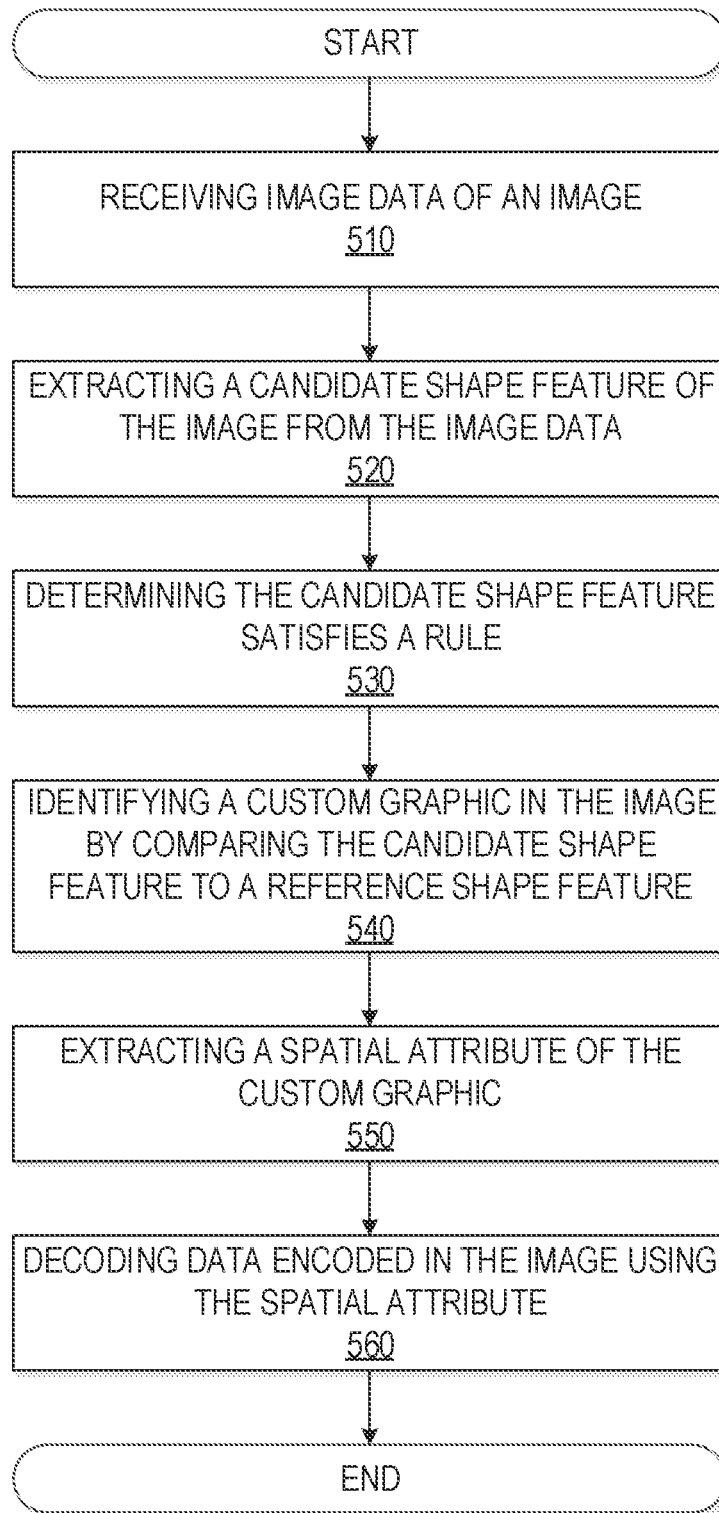 START
RECEIVING IMAGE DATA OF AN IMAGE
510
EXTRACTING A CANDIDATE SHAPE FEATURE OF
THE IMAGE FROM THE IMAGE DATA
520
DETERMINING THE CANDIDATE SHAPE FEATURE
SATISFIES A RULE
530
IDENTIFYING A CUSTOM GRAPHIC IN THE IMAGE
BY COMPARING THE CANDIDATE SHAPE
FEATURE TO A REFERENCE SHAPE FEATURE
540
EXTRACTING A SPATIAL ATTRIBUTE OF THE
CUSTOM GRAPHIC
550
DECODING DATA ENCODED IN THE IMAGE USING
THE SPATIAL ATTRIBUTE
560
END